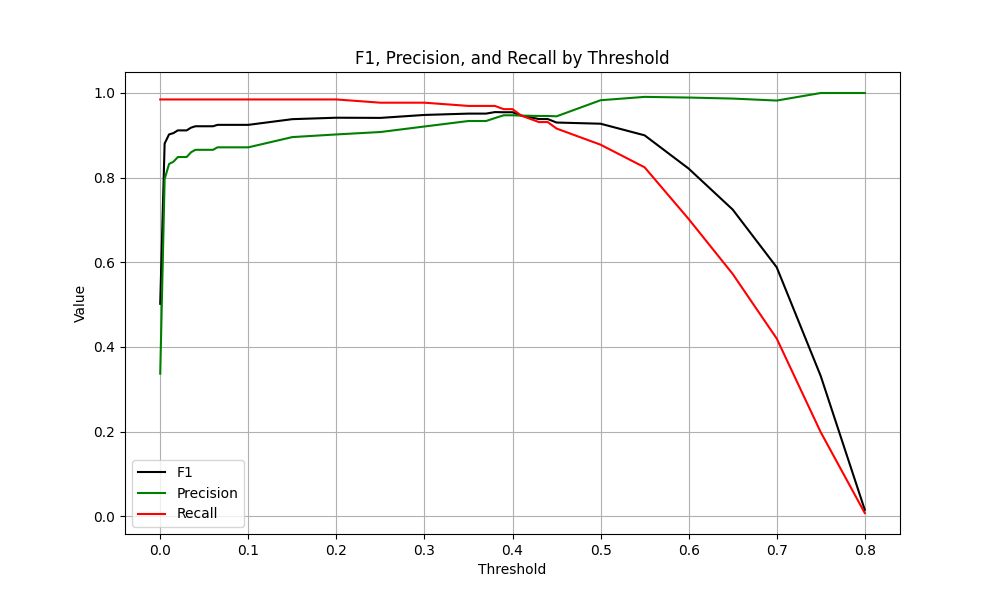 F1, Precision, and Recall by Threshold
1.0
0.8
0.6
0.4
0.2
0.0
Value
F1
Precision
Recall
0.0 0.1 0.2 0.3 0.4 0.5 0.6 0.7 0.8
Threshold